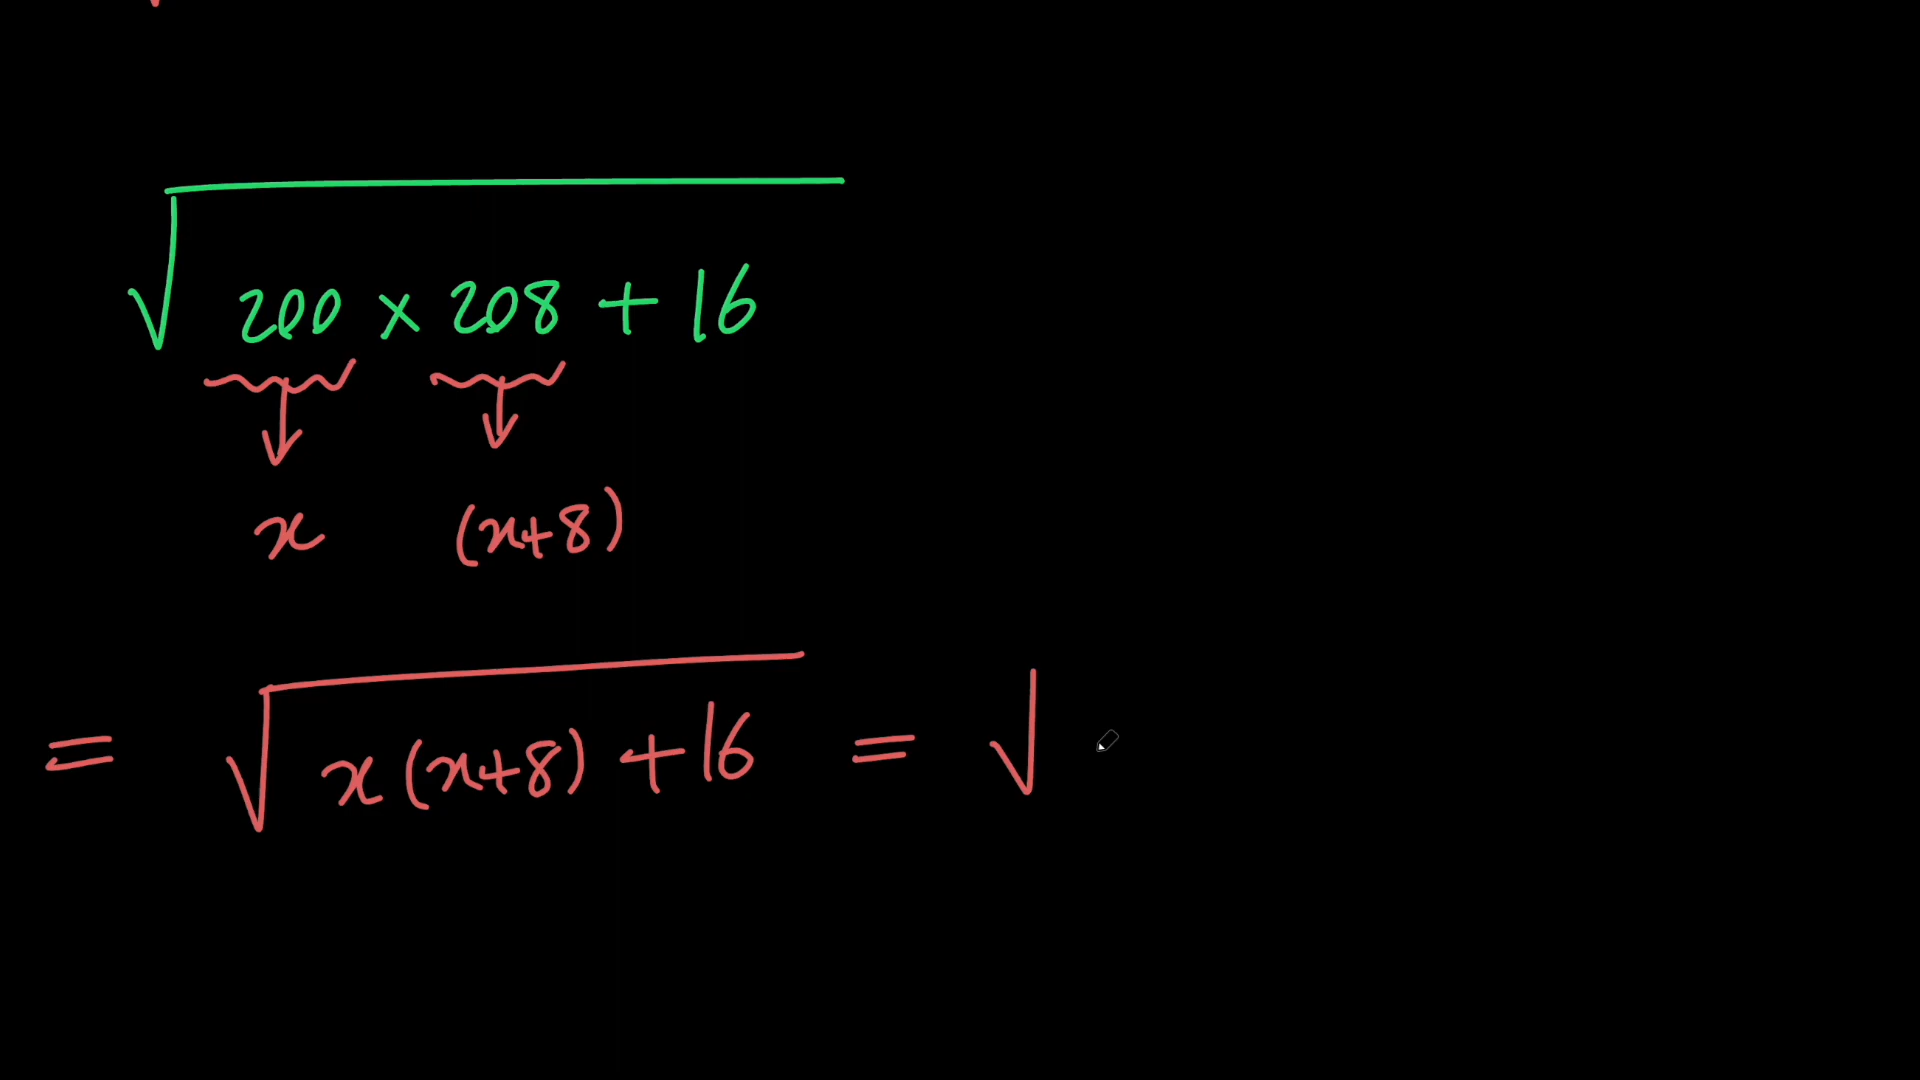 √200 × 208 + 16
x (x+8)
= √x(x+8) + 16 = √